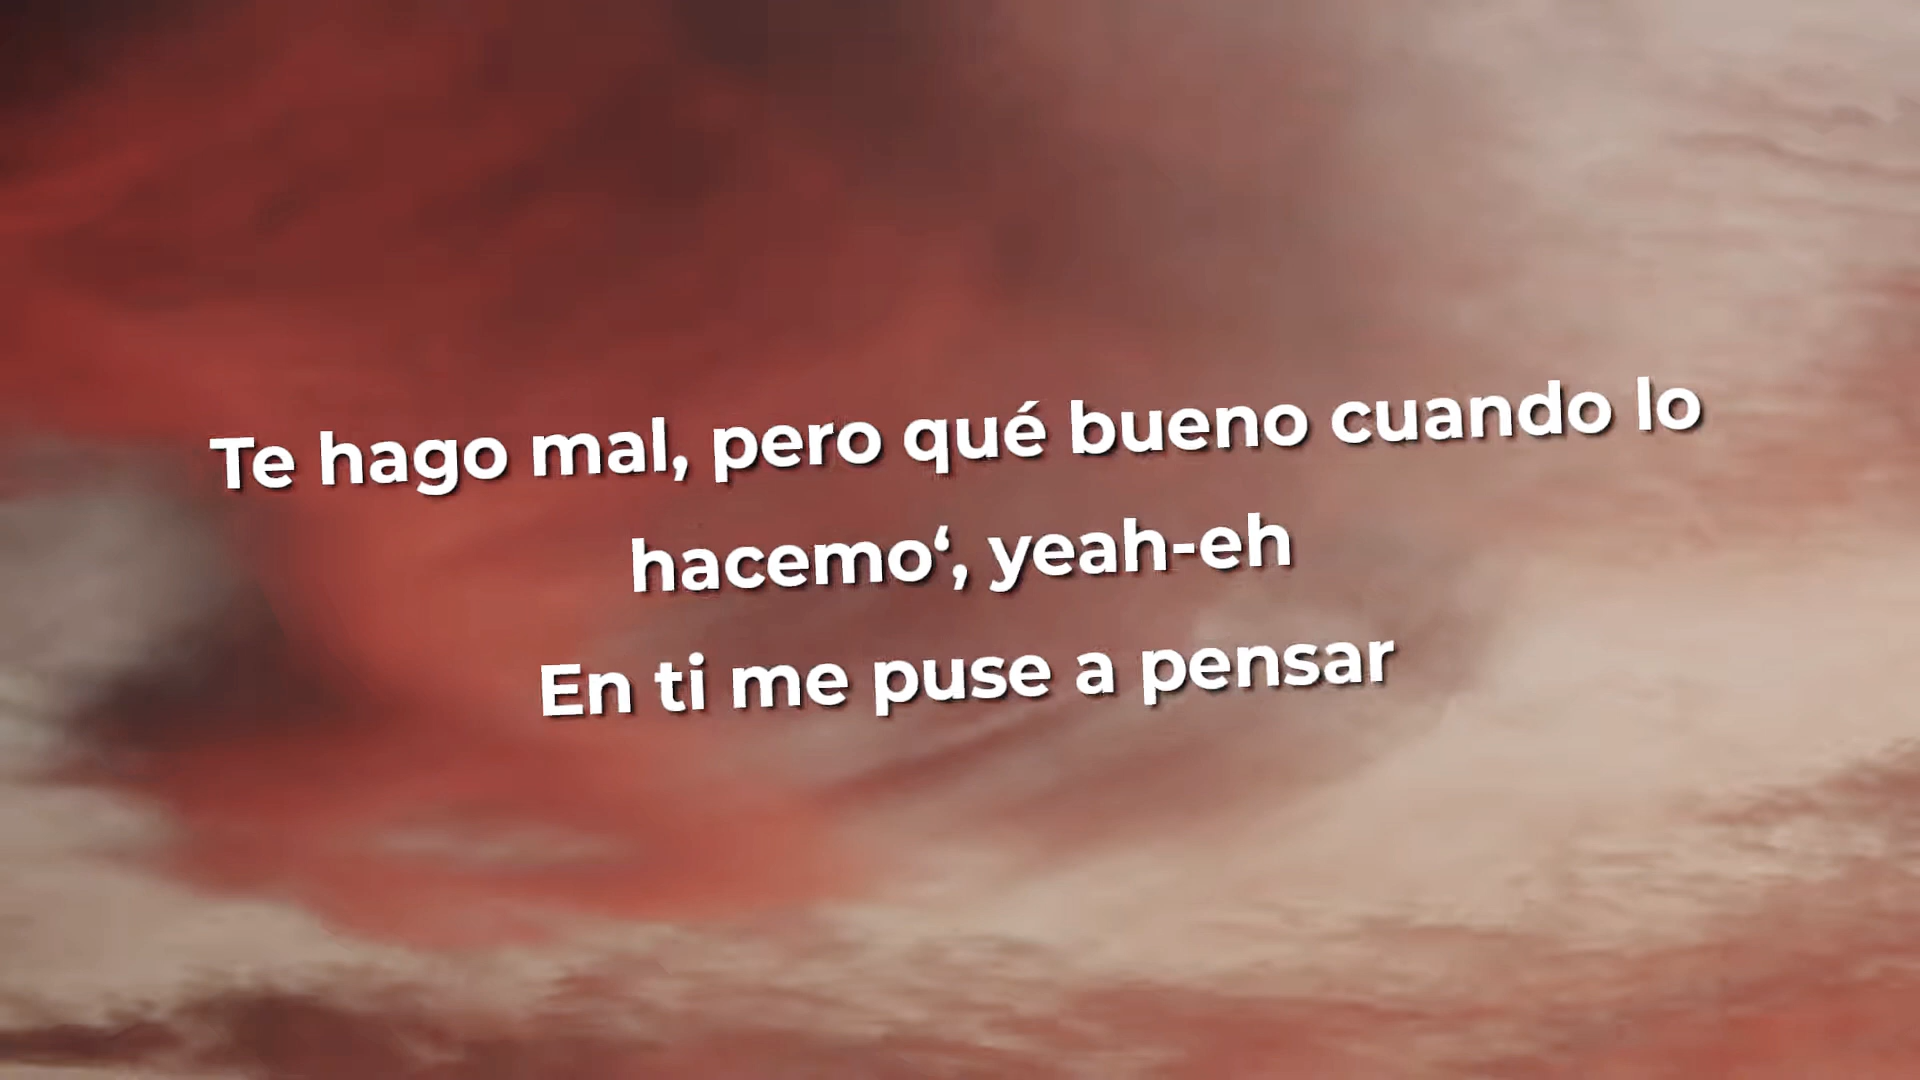 Te hago mal, pero qué bueno cuando lo
hacemo‘, yeah-eh
En ti me puse a pensar